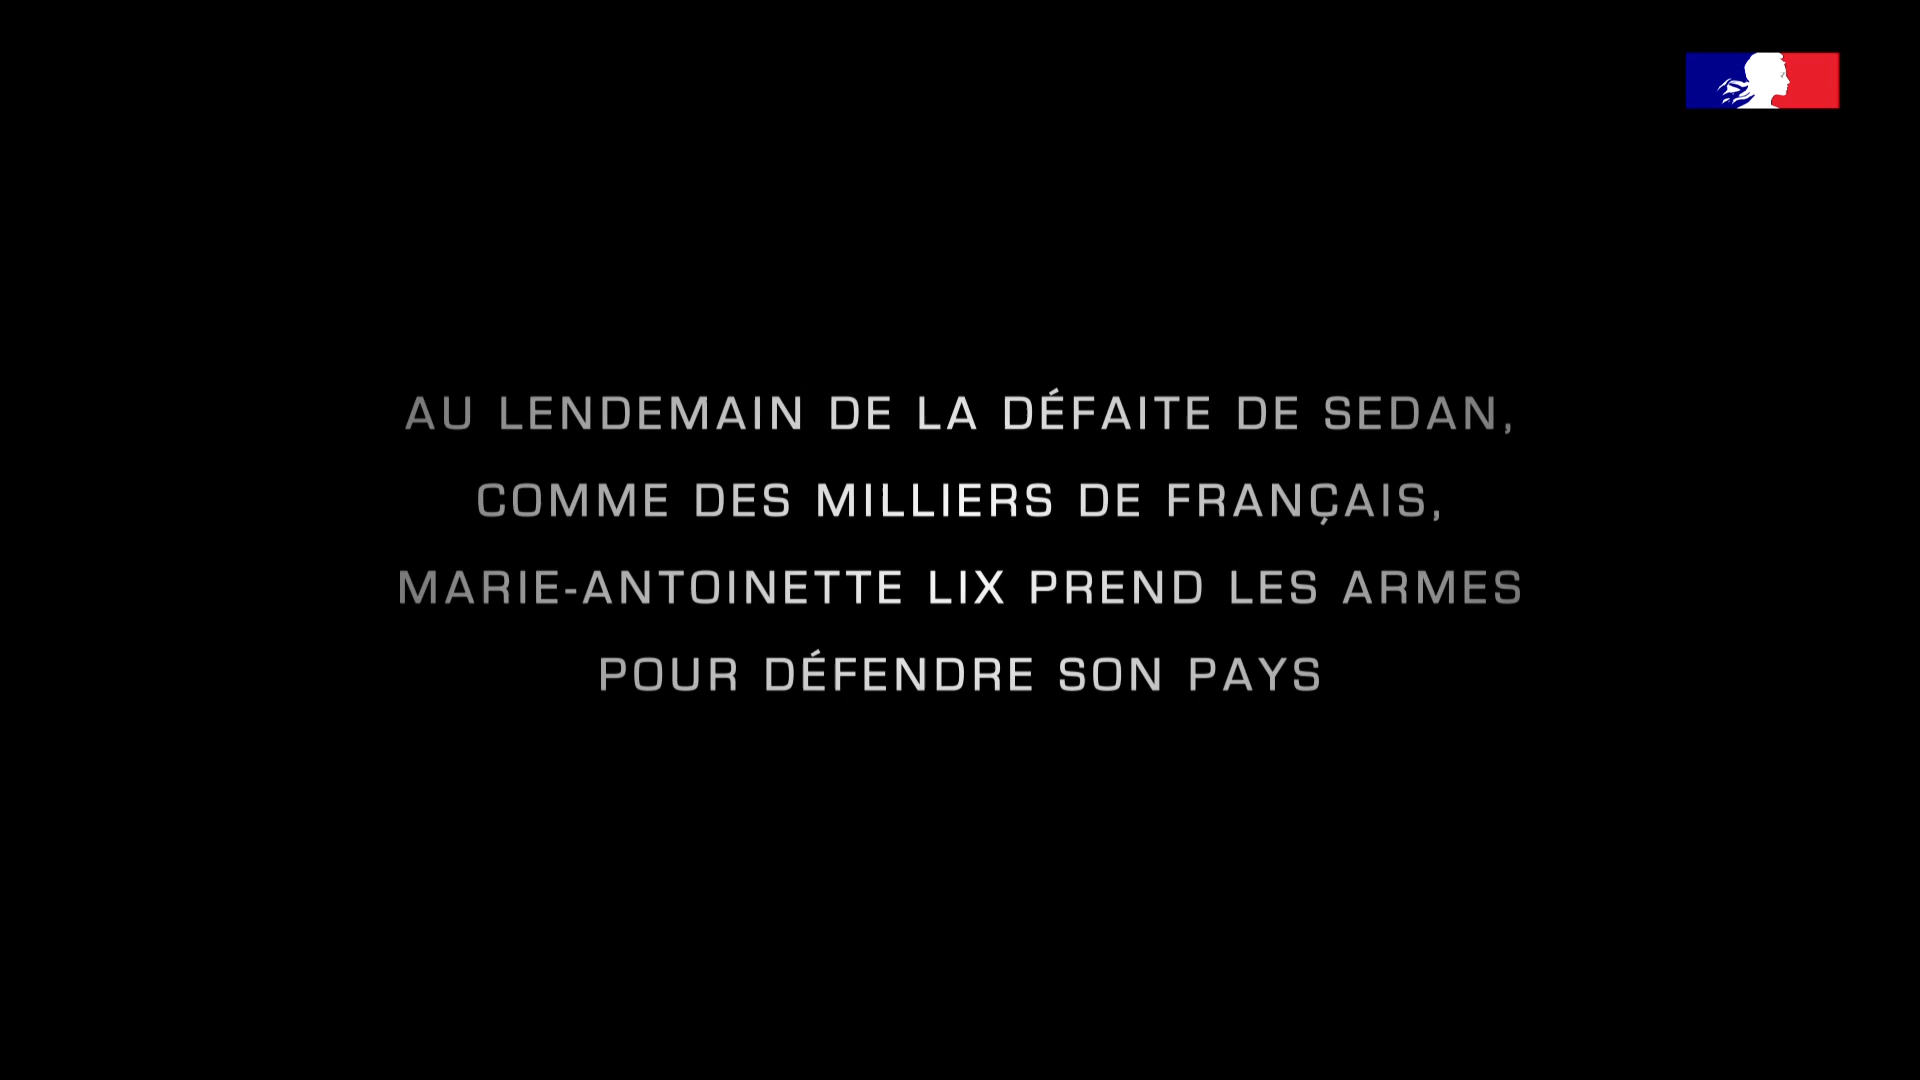 AU LENDEMAIN DE LA DÉFAITE DE SEDAN,
COMME DES MILLIERS DE FRANÇAIS,
MARIE-ANTOINETTE LIX PREND LES ARMES
POUR DÉFENDRE SON PAYS